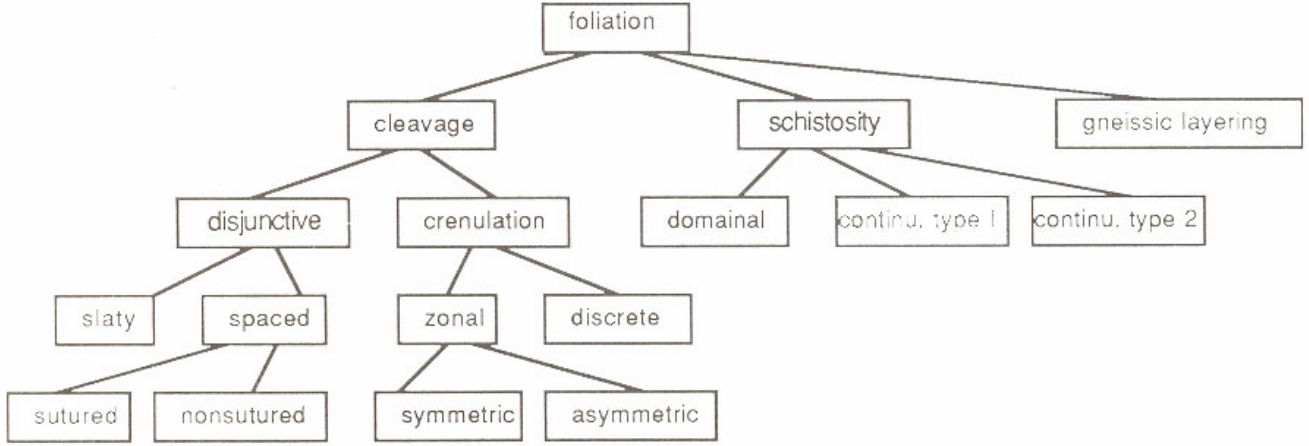 foliation
cleavage
schistosity
gneissic layering
disjunctive
crenulation
domainal
continu. type 1
continu. type 2
slaty
spaced
zonal
discrete
sutured
nonsutured
symmetric
asymmetric